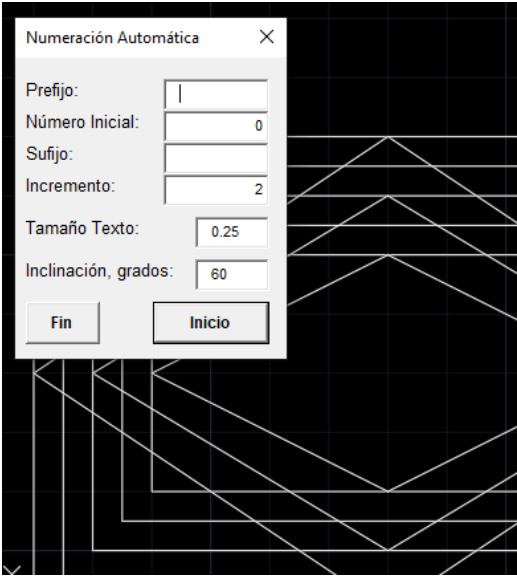 Numeración Automática
Prefijo:
Número Inicial: 0
Sufijo:
Incremento: 2
Tamaño Texto: 0.25
Inclinación, grados: 60
Fin Inicio